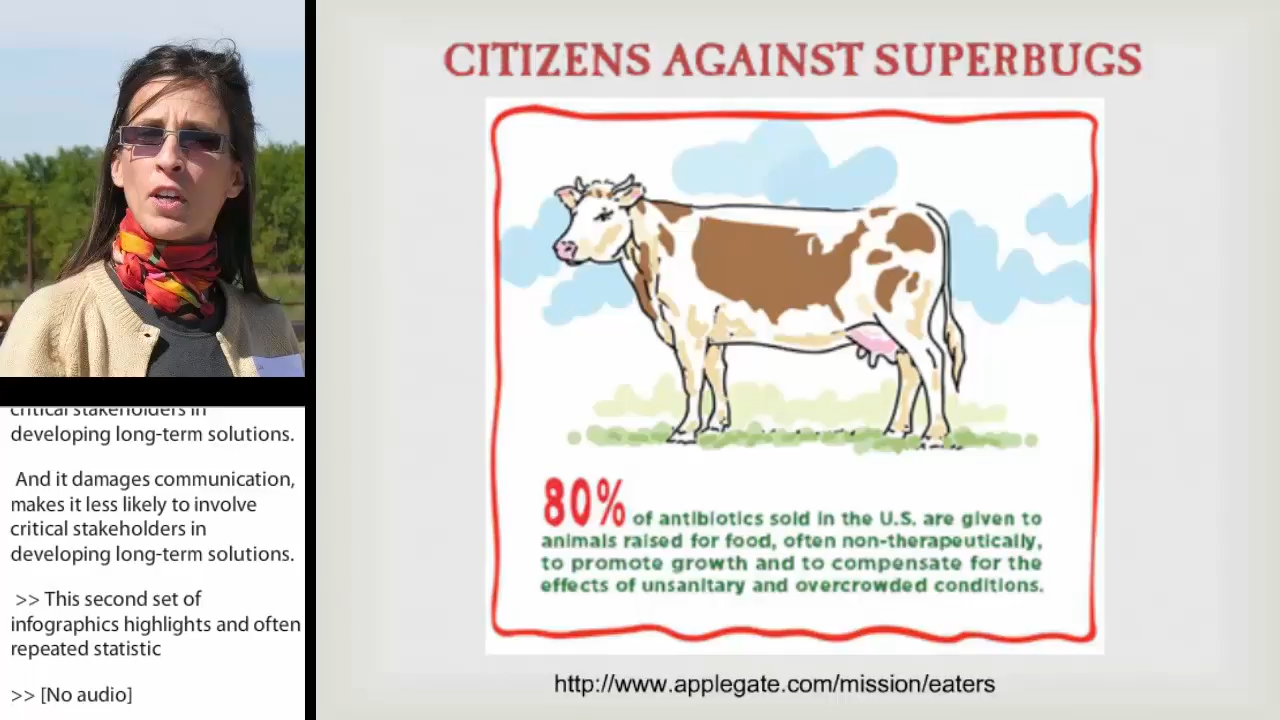 CITIZENS AGAINST SUPERBUGS
80% of antibiotics sold in the U.S. are given to
animals raised for food, often non-therapeutically,
to promote growth and to compensate for the
effects of unsanitary and overcrowded conditions.
http://www.applegate.com/mission/eaters
critical stakeholders in
developing long-term solutions.
And it damages communication,
makes it less likely to involve
critical stakeholders in
developing long-term solutions.
>> This second set of
infographics highlights and often
repeated statistic
>> [No audio]